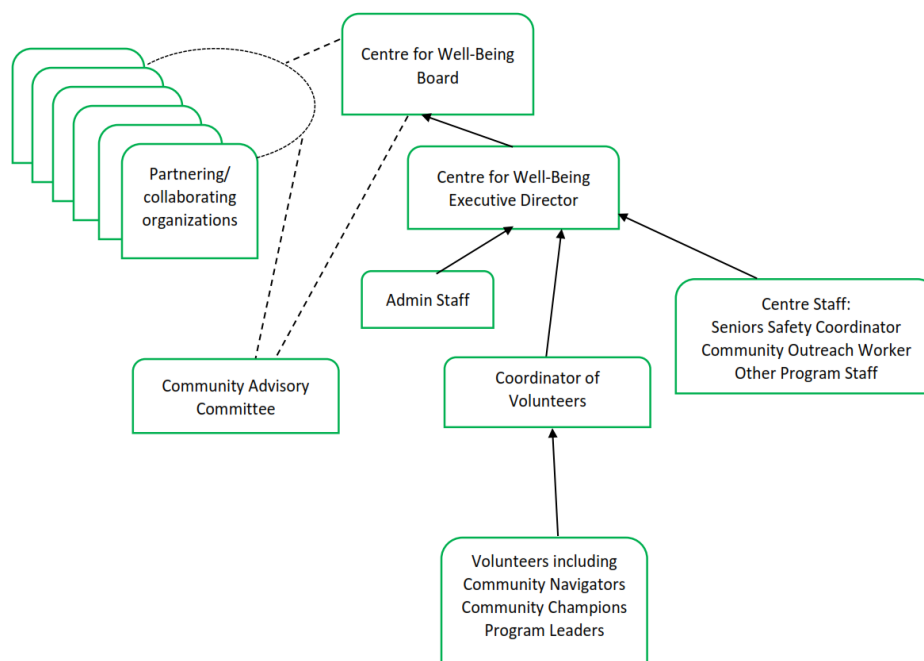 Centre for Well-Being
Board
Partnering/
collaborating
organizations
Centre for Well-Being
Executive Director
Admin Staff
Centre Staff:
Seniors Safety Coordinator
Community Outreach Worker
Other Program Staff
Community Advisory
Committee
Coordinator of
Volunteers
Volunteers including
Community Navigators
Community Champions
Program Leaders